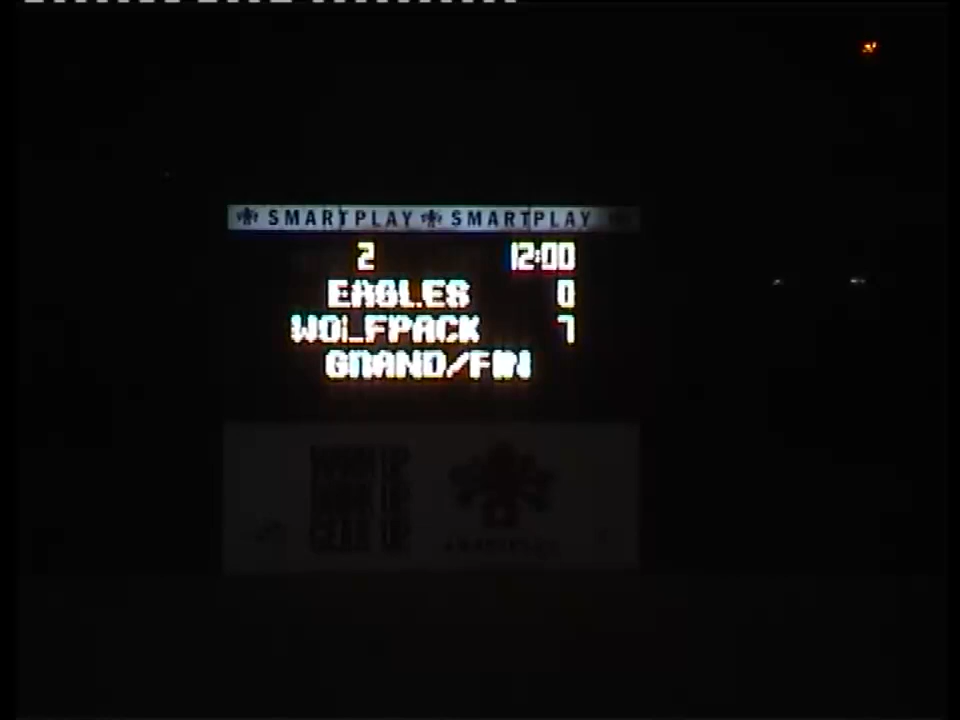 SMARTPLAY SMARTPLAY
2 12:00
EAGLES 0
WOLFPACK 7
GRAND/FIN